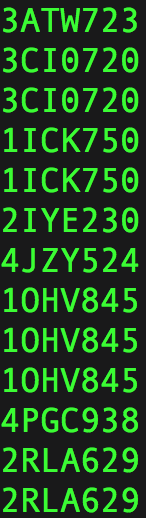 3ATW723
3CIO720
3CIO720
1ICK750
1ICK750
2IYE230
4JZY524
1OHV845
1OHV845
1OHV845
4PGC938
2RLA629
2RLA629